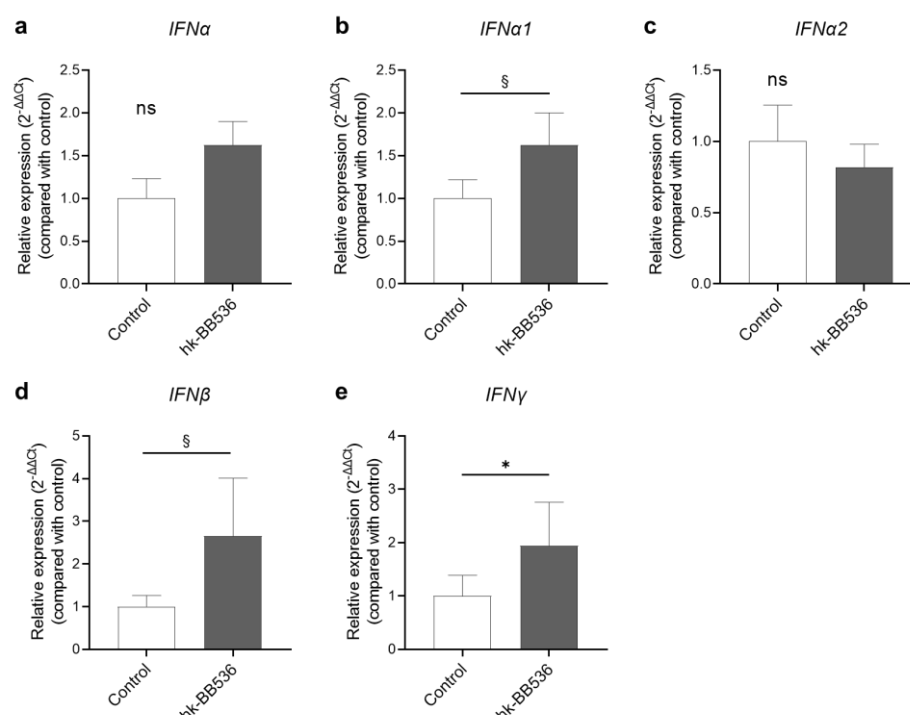 a
IFNα
Relative expression (2-ΔΔCt)
(compared with control)
2.5
2.0
1.5
1.0
0.5
0.0
ns
Control
hk-BB536
b
IFNα1
Relative expression (2-ΔΔCt)
(compared with control)
2.5
2.0
1.5
1.0
0.5
0.0
§
Control
hk-BB536
c
IFNα2
Relative expression (2-ΔΔCt)
(compared with control)
1.5
1.0
0.5
0.0
ns
Control
hk-BB536
d
IFNβ
Relative expression (2-ΔΔCt)
(compared with control)
5
4
3
2
1
0
§
Control
hk-BB536
e
IFNγ
Relative expression (2-ΔΔCt)
(compared with control)
4
3
2
1
0
*
Control
hk-BB536